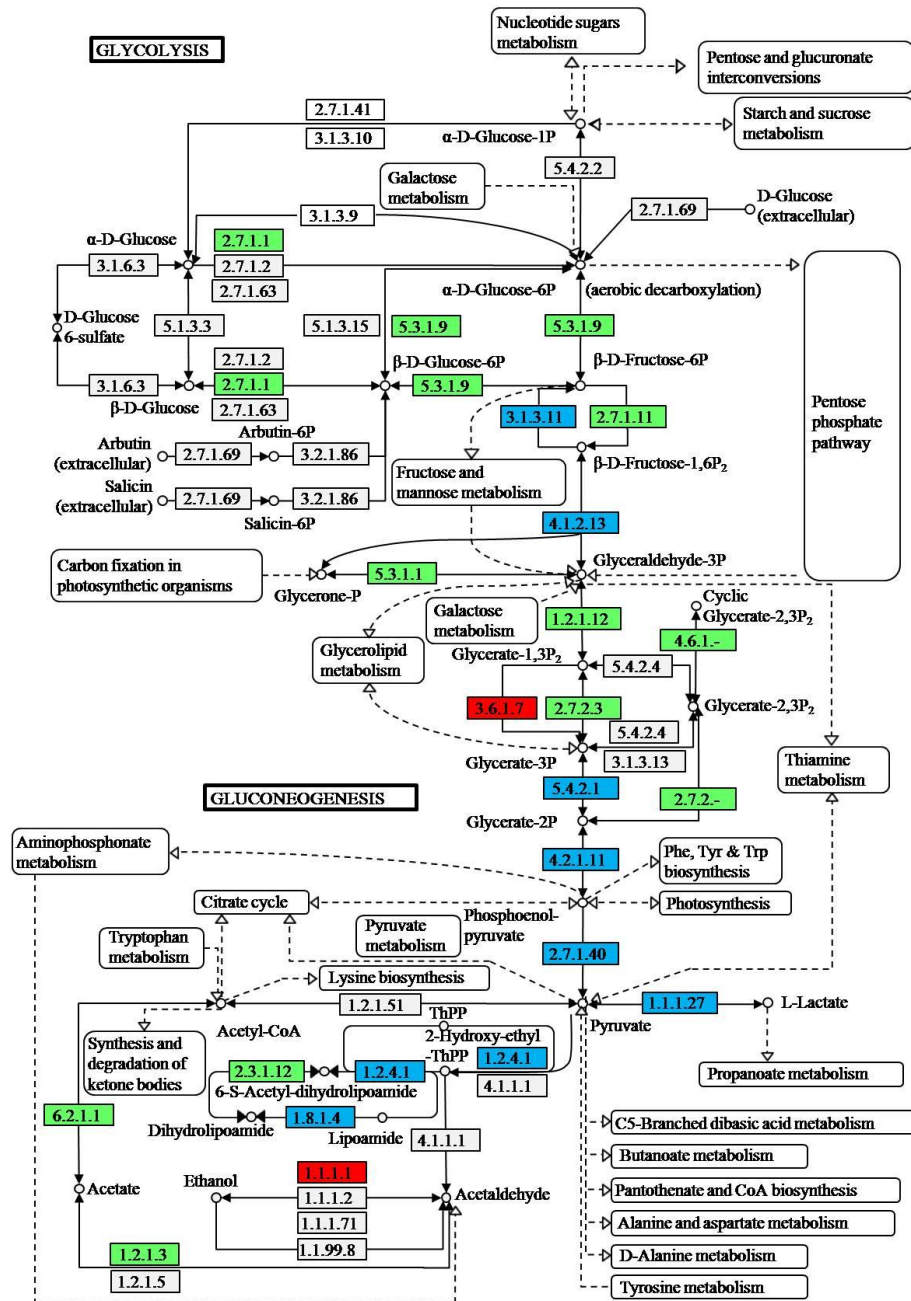 Nucleotide sugars
metabolism
GLYCOLYSIS
Pentose and glucuronate
interconversions
2.7.1.41
3.1.3.10
α-D-Glucose-1P
Starch and sucrose
metabolism
5.4.2.2
Galactose
metabolism
3.1.3.9
2.7.1.69
D-Glucose
(extracellular)
α-D-Glucose
2.7.1.1
3.1.6.3
2.7.1.2
2.7.1.63
α-D-Glucose-6P
(aerobic decarboxylation)
D-Glucose
6-sulfate
5.1.3.3
5.1.3.15
5.3.1.9
5.3.1.9
2.7.1.2
β-D-Glucose-6P
β-D-Fructose-6P
3.1.6.3
2.7.1.1
5.3.1.9
β-D-Glucose
2.7.1.63
3.1.3.11
2.7.1.11
Pentose
phosphate
pathway
Arbutin-6P
Arbutin
(extracellular)
2.7.1.69
3.2.1.86
β-D-Fructose-1,6P₂
Fructose and
mannose metabolism
Salicin
(extracellular)
2.7.1.69
3.2.1.86
Salicin-6P
4.1.2.13
Carbon fixation in
photosynthetic organisms
Glyceraldehyde-3P
5.3.1.1
Glycerone-P
Galactose
metabolism
1.2.1.12
Cyclic
Glycerate-2,3P₂
4.6.1.-
Glycerolipid
metabolism
Glycerate-1,3P₂
5.4.2.4
3.6.1.7
2.7.2.3
Glycerate-2,3P₂
5.4.2.4
3.1.3.13
Glycerate-3P
Thiamine
metabolism
GLUCONEOGENESIS
5.4.2.1
2.7.2.-
Glycerate-2P
Aminophosphonate
metabolism
4.2.1.11
Phe, Tyr & Trp
biosynthesis
Citrate cycle
Phosphoenol-
pyruvate
Photosynthesis
Pyruvate
metabolism
Tryptophan
metabolism
2.7.1.40
Lysine biosynthesis
1.2.1.51
1.1.1.27
L-Lactate
Acetyl-CoA
ThPP
Pyruvate
Synthesis and
degradation of
ketone bodies
2-Hydroxy-ethyl
-ThPP
2.3.1.12
1.2.4.1
1.2.4.1
4.1.1.1
Propanoate metabolism
6-S-Acetyl-dihydrolipoamide
6.2.1.1
1.8.1.4
Dihydrolipoamide
Lipoamide
4.1.1.1
C5-Branched dibasic acid metabolism
Butanoate metabolism
Ethanol
1.1.1.1
Acetate
1.1.1.2
Acetaldehyde
Pantothenate and CoA biosynthesis
1.1.1.71
Alanine and aspartate metabolism
1.2.1.3
1.1.99.8
D-Alanine metabolism
1.2.1.5
Tyrosine metabolism